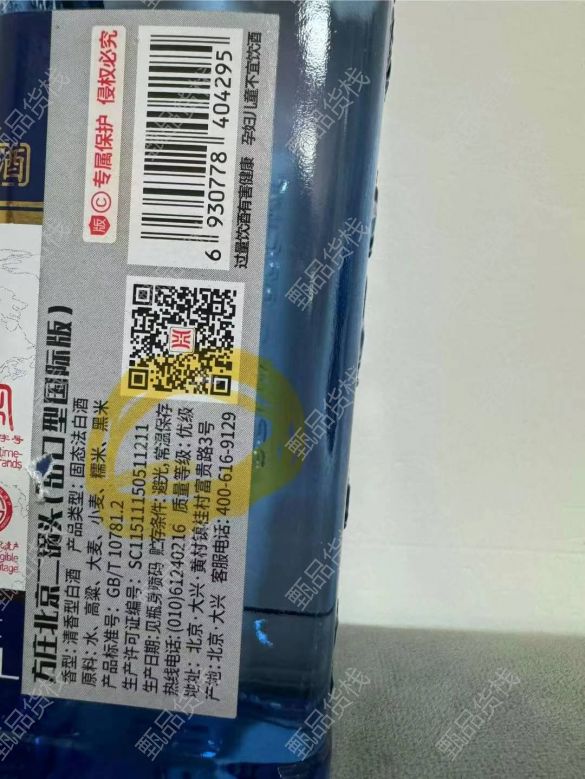 版 C 专属保护 侵权必究
6 930778 404295
过量饮酒有害健康 孕妇儿童不宜饮酒
方庄北京二锅头(出口型国际版)
香型:清香型白酒 产品类型:固态法白酒
原料:水、高粱、大麦、小麦、糯米、黑米
产品标准号:GB/T10781.2
生产许可证编号:SC11511150511211
生产日期:见瓶身喷码 贮存条件:避光,常温保存
热线电话:(010)61240216 质量等级:优级
地址:北京·大兴·黄村镇桂村富贵路3号
产地:北京·大兴 客服电话:400-616-9129
酒
甄品货栈